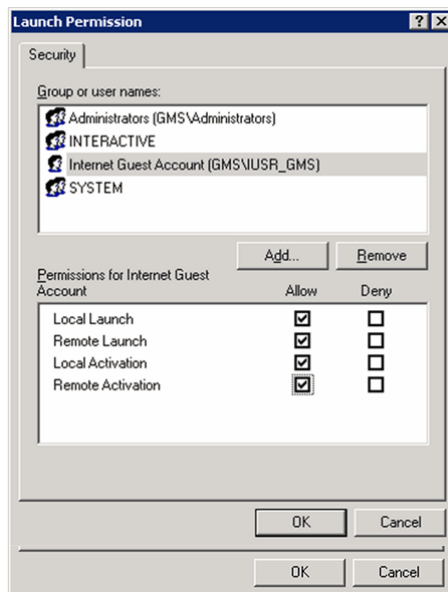 Launch Permission
Security
Group or user names:
Administrators (GMS\Administrators)
INTERACTIVE
Internet Guest Account (GMS\IUSR_GMS)
SYSTEM
Add... Remove
Permissions for Internet Guest
Account Allow Deny
Local Launch
Remote Launch
Local Activation
Remote Activation
OK Cancel
OK Cancel